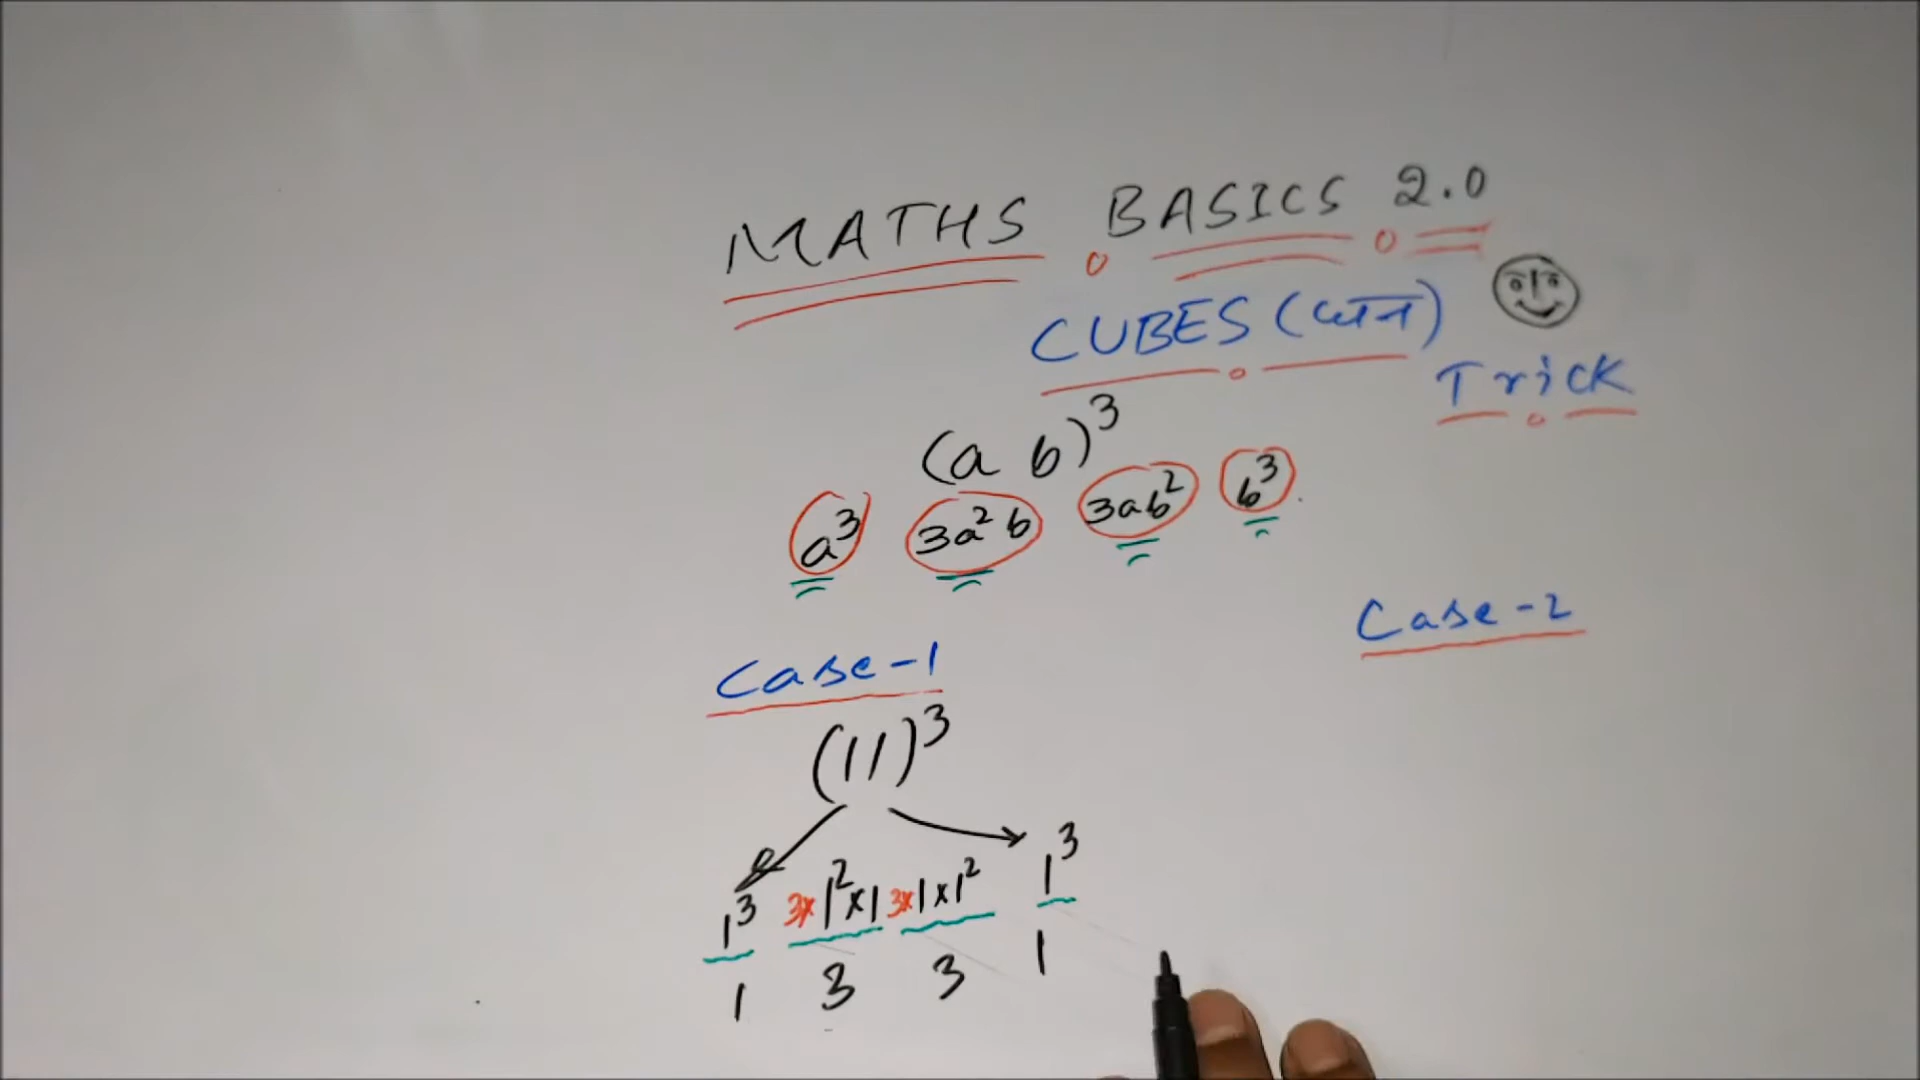 MATHS BASICS 2.0
CUBES (घन)
Trick
(a b)³
a³ 3a²b 3ab² b³
Case-1
Case-2
(11)³
1³ 3×1²×1 3×1×1² 1³
1 3 3 1